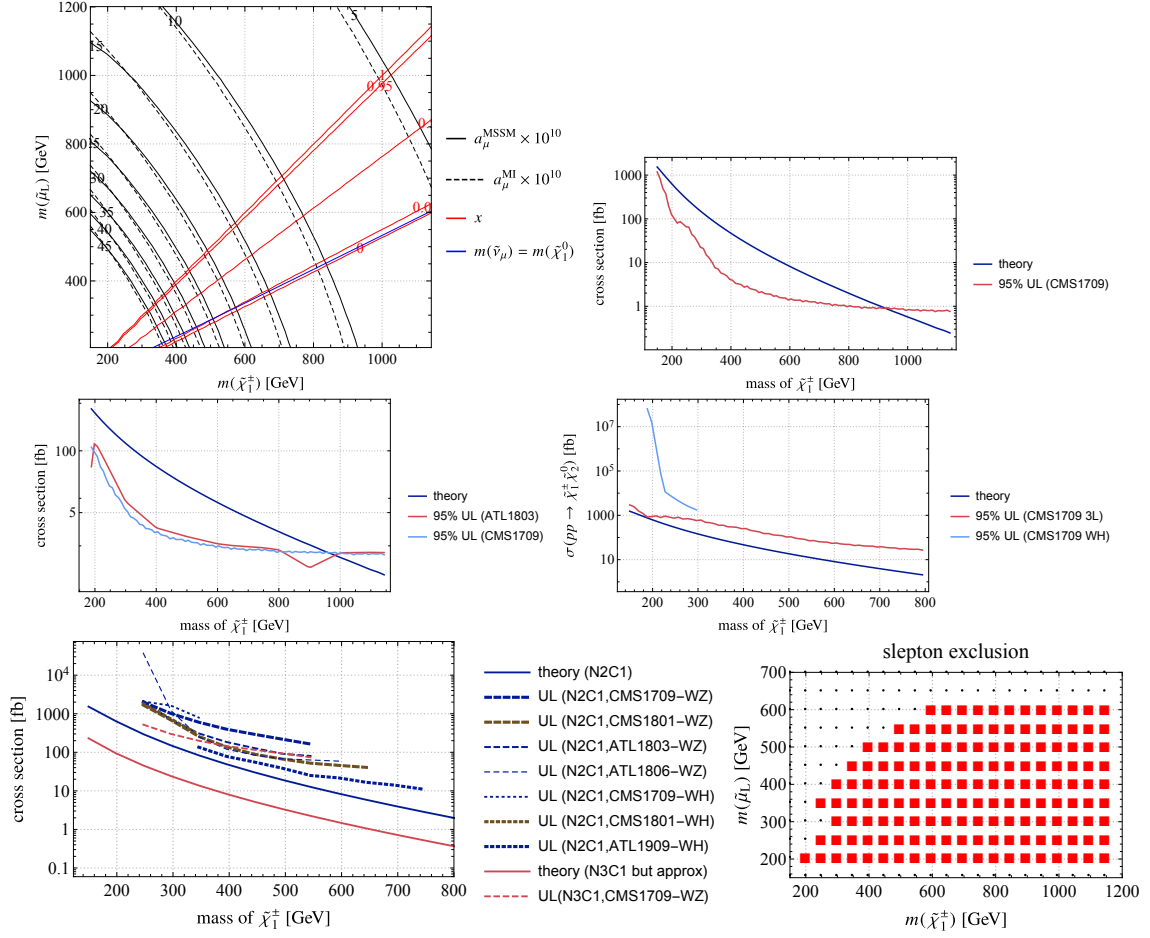 1200
1000
800
600
400
m(μ̃_L) [GeV]
15
20
30
35
40
45
10
5
1
0.95
0
0
200 400 600 800 1000
m(χ̃₁^±) [GeV]
a_μ^MSSM × 10^10
a_μ^MI × 10^10
x
m(ν̃_μ) = m(χ̃₁⁰)
1000
100
10
1
cross section [fb]
200 400 600 800 1000
mass of χ̃₁^± [GeV]
theory
95% UL (CMS1709)
100
5
cross section [fb]
200 400 600 800 1000
mass of χ̃₁^± [GeV]
theory
95% UL (ATL1803)
95% UL (CMS1709)
10^7
10^5
1000
10
σ(pp → χ̃₁^± χ̃₂⁰) [fb]
200 300 400 500 600 700 800
mass of χ̃₁^± [GeV]
theory
95% UL (CMS1709 3L)
95% UL (CMS1709 WH)
10^4
1000
100
10
1
0.1
cross section [fb]
200 300 400 500 600 700 800
mass of χ̃₁^± [GeV]
theory (N2C1)
UL (N2C1,CMS1709−WZ)
UL (N2C1,CMS1801−WZ)
UL (N2C1,ATL1803−WZ)
UL (N2C1,ATL1806−WZ)
UL (N2C1,CMS1709−WH)
UL (N2C1,CMS1801−WH)
UL (N2C1,ATL1909−WH)
theory (N3C1 but approx)
UL(N3C1,CMS1709−WZ)
slepton exclusion
700
600
500
400
300
200
m(μ̃_L) [GeV]
200 400 600 800 1000 1200
m(χ̃₁^±) [GeV]